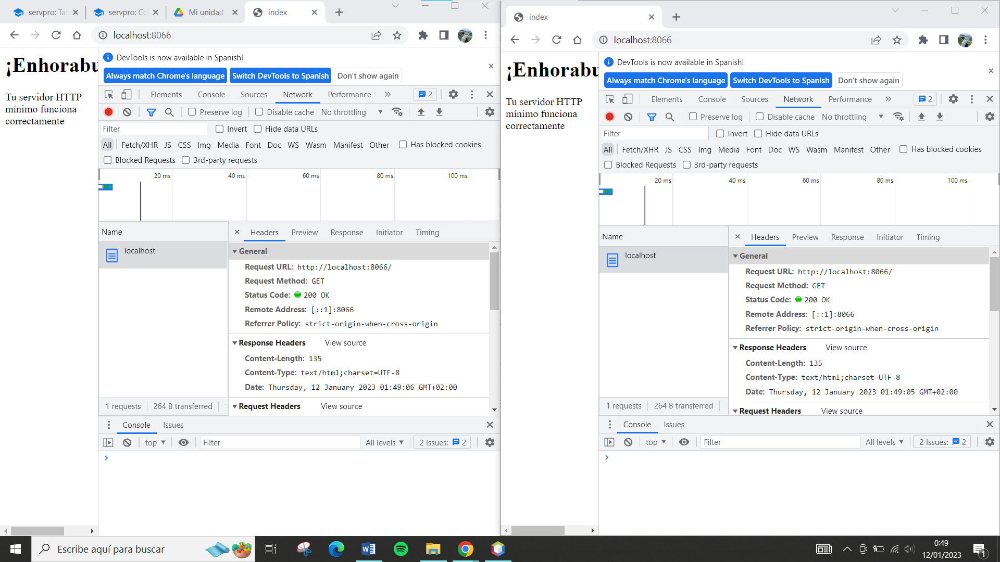 servpro: Ta
servpro: Co
Mi unidad
index
localhost:8066
¡Enhorabu
Tu servidor HTTP
mínimo funciona
correctamente
DevTools is now available in Spanish!
Always match Chrome's language
Switch DevTools to Spanish
Don't show again
Elements Console Sources Network Performance » 2
Preserve log Disable cache No throttling
Filter Invert Hide data URLs
All Fetch/XHR JS CSS Img Media Font Doc WS Wasm Manifest Other Has blocked cookies
Blocked Requests 3rd-party requests
20 ms 40 ms 60 ms 80 ms 100 ms
Name
localhost
1 requests 264 B transferred
Headers Preview Response Initiator Timing
General
Request URL: http://localhost:8066/
Request Method: GET
Status Code: 200 OK
Remote Address: [::1]:8066
Referrer Policy: strict-origin-when-cross-origin
Response Headers View source
Content-Length: 135
Content-Type: text/html;charset=UTF-8
Date: Thursday, 12 January 2023 01:49:06 GMT+02:00
Request Headers View source
Console Issues
top Filter All levels 2 Issues: 2
index
localhost:8066
¡Enhorabu
Tu servidor HTTP
mínimo funciona
correctamente
DevTools is now available in Spanish!
Always match Chrome's language
Switch DevTools to Spanish
Don't show again
Elements Console Sources Network Performance » 2
Preserve log Disable cache No throttling
Filter Invert Hide data URLs
All Fetch/XHR JS CSS Img Media Font Doc WS Wasm Manifest Other Has blocked cookies
Blocked Requests 3rd-party requests
20 ms 40 ms 60 ms 80 ms 100 ms
Name
localhost
1 requests 264 B transferred
Headers Preview Response Initiator Timing
General
Request URL: http://localhost:8066/
Request Method: GET
Status Code: 200 OK
Remote Address: [::1]:8066
Referrer Policy: strict-origin-when-cross-origin
Response Headers View source
Content-Length: 135
Content-Type: text/html;charset=UTF-8
Date: Thursday, 12 January 2023 01:49:05 GMT+02:00
Request Headers View source
Console Issues
top Filter All levels 2 Issues: 2
Escribe aquí para buscar
0:49
12/01/2023
1